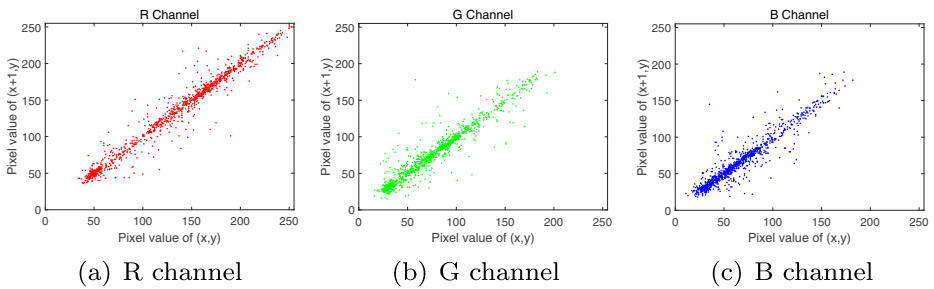 R Channel
G Channel
B Channel
Pixel value of (x+1,y)
250
200
150
100
50
0
0 50 100 150 200 250
Pixel value of (x,y)
Pixel value of (x+1,y)
250
200
150
100
50
0
0 50 100 150 200 250
Pixel value of (x,y)
Pixel value of (x+1,y)
250
200
150
100
50
0
0 50 100 150 200 250
Pixel value of (x,y)
(a) R channel
(b) G channel
(c) B channel